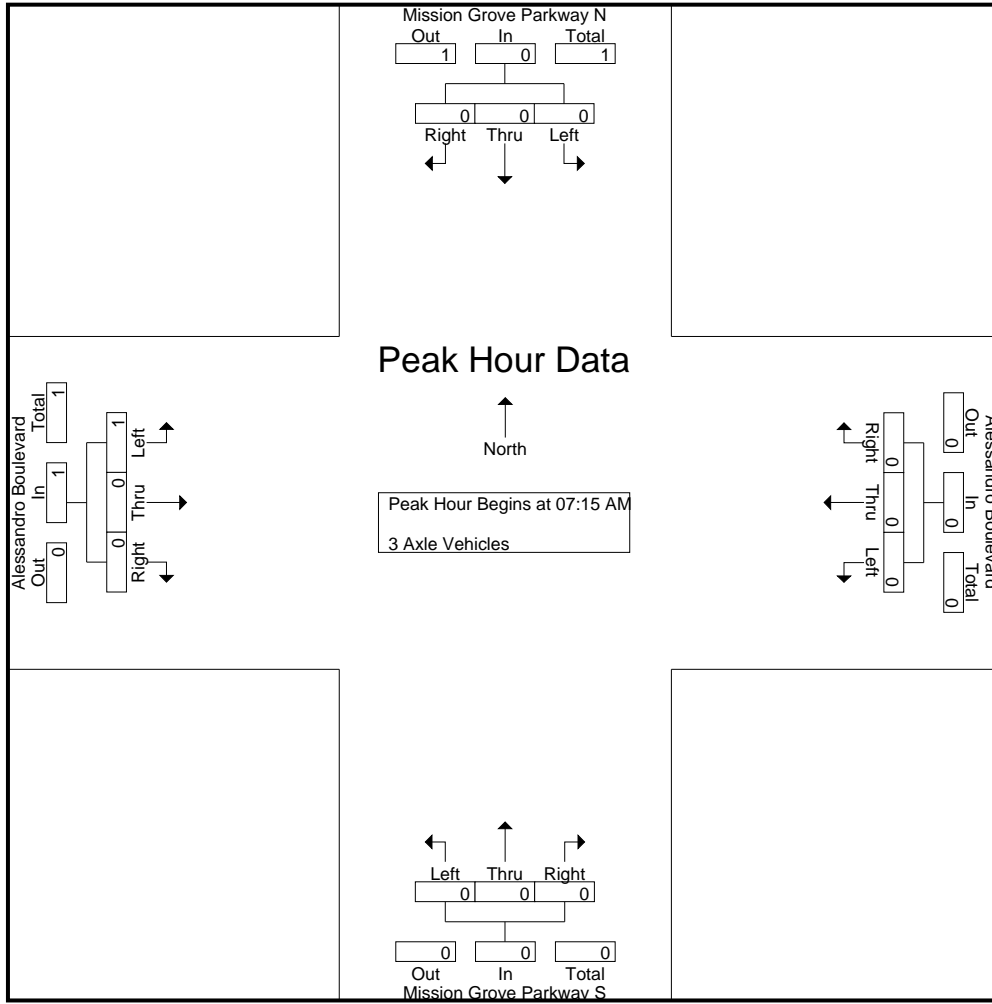 Mission Grove Parkway N
Out In Total
1 0 1
0 0 0
Right Thru Left
Peak Hour Data
North
Peak Hour Begins at 07:15 AM
3 Axle Vehicles
Alessandro Boulevard
Out In Total
0 1 1
Right Thru Left
0 0 1
Alessandro Boulevard
Out In Total
0 0 0
Right Thru Left
0 0 0
Left Thru Right
0 0 0
0 0 0
Out In Total
Mission Grove Parkway S